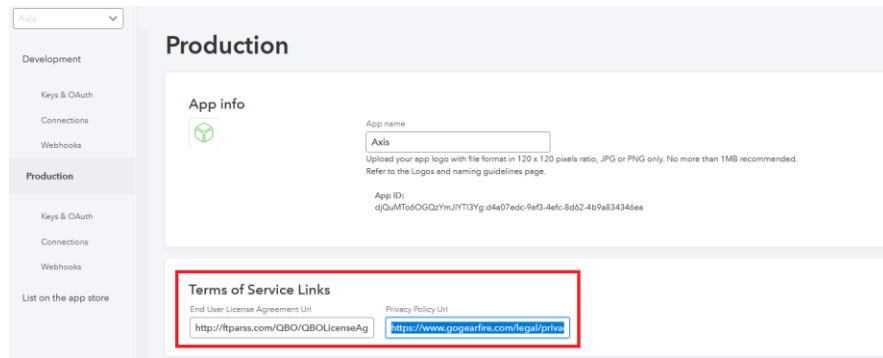 Axis
Production
Development
Keys & OAuth
Connections
Webhooks
Production
Keys & OAuth
Connections
Webhooks
List on the app store
App info
App name
Axis
Upload your app logo with file format in 120 x 120 pixels ratio, JPG or PNG only. No more than 1MB recommended.
Refer to the Logos and naming guidelines page.
App ID:
djQuMTo6OGQzYmJlYTI3Yg:d4a07edc-9ef3-4efc-8d62-4b9a834346ea
Terms of Service Links
End User License Agreement Url
Privacy Policy Url
http://ftparss.com/QBO/QBOLicenseAg
https://www.gogearfire.com/legal/priva